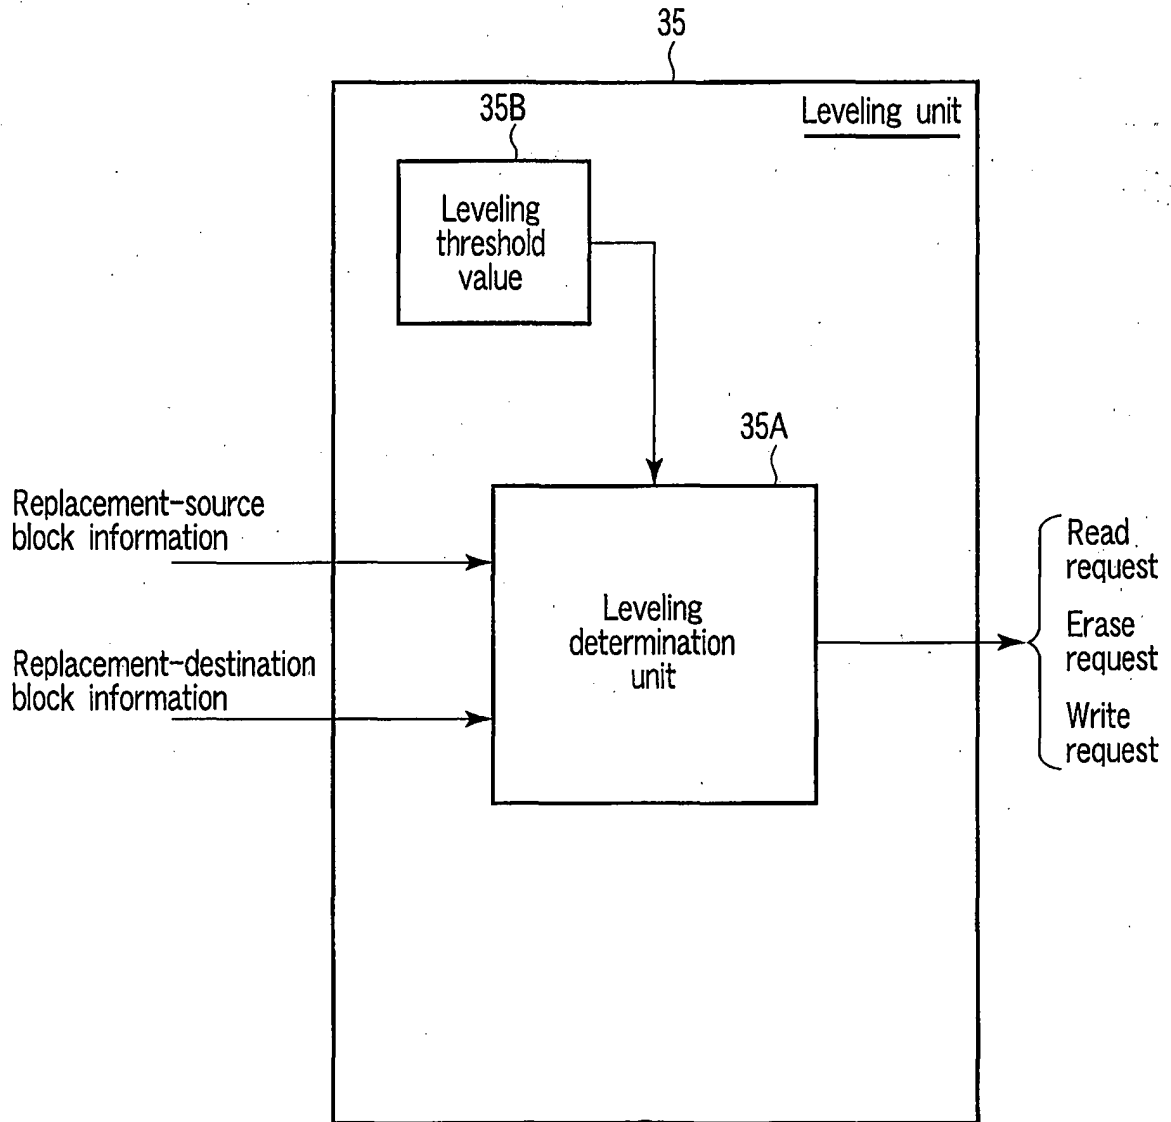 35
Leveling unit
35B
Leveling
threshold
value
35A
Replacement-source
block information
Leveling
determination
unit
Replacement-destination
block information
Read
request
Erase
request
Write
request